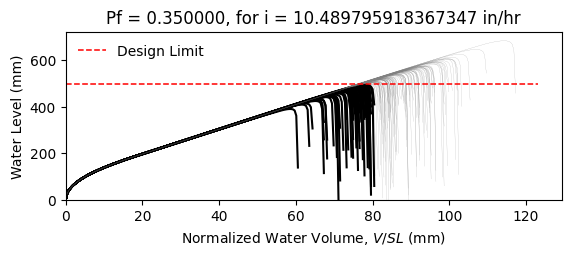 Pf = 0.350000, for i = 10.489795918367347 in/hr
Design Limit
Water Level (mm)
600
400
200
0
0 20 40 60 80 100 120
Normalized Water Volume, V/SL (mm)